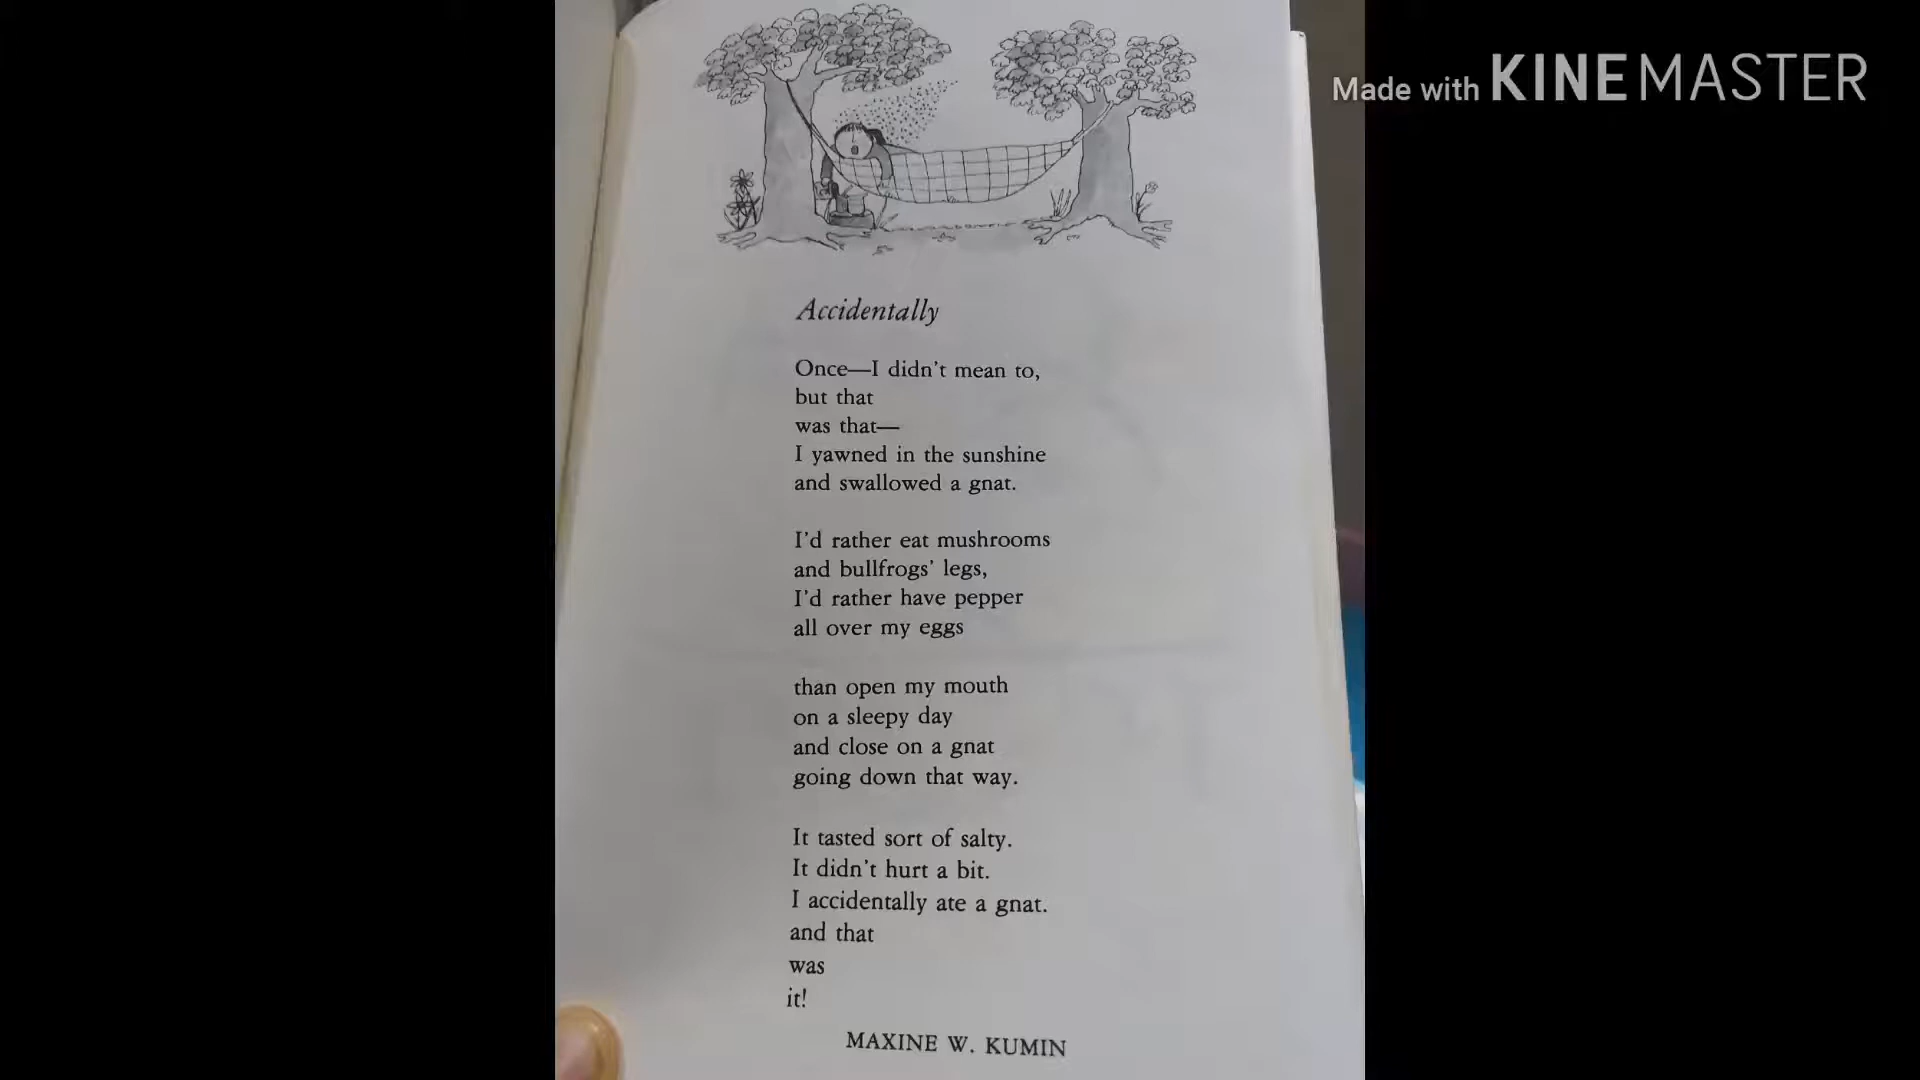 Made with KINEMASTER
Accidentally
Once—I didn't mean to,
but that
was that—
I yawned in the sunshine
and swallowed a gnat.
I'd rather eat mushrooms
and bullfrogs' legs,
I'd rather have pepper
all over my eggs
than open my mouth
on a sleepy day
and close on a gnat
going down that way.
It tasted sort of salty.
It didn't hurt a bit.
I accidentally ate a gnat.
and that
was
it!
MAXINE W. KUMIN